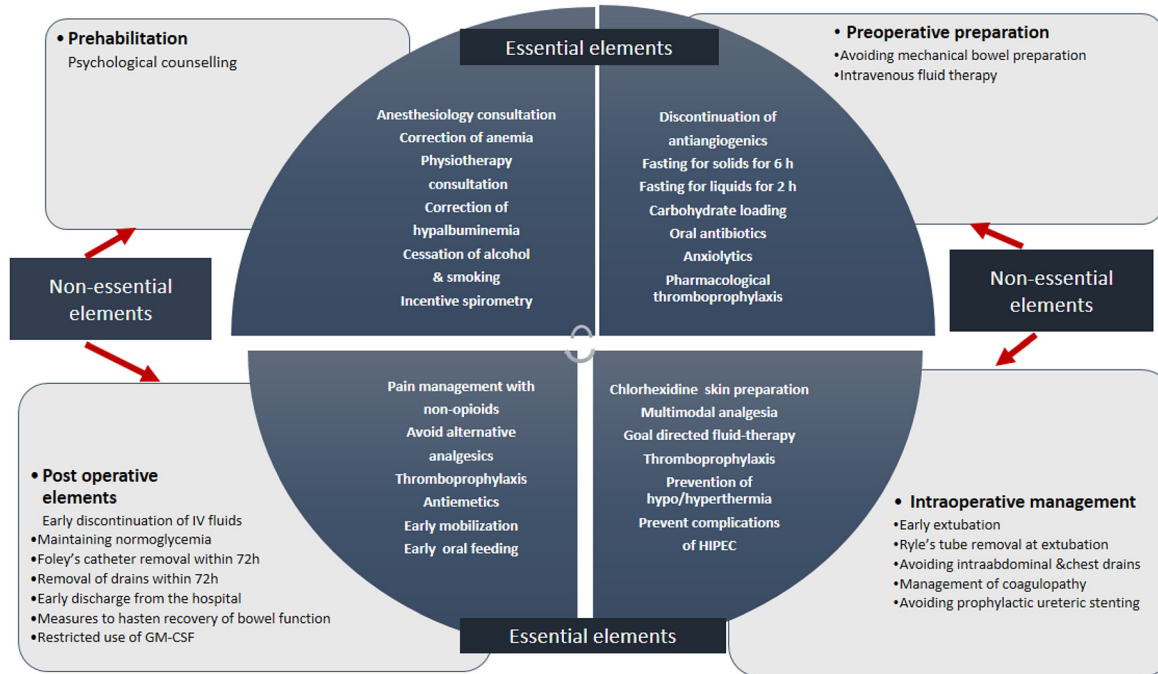 • Prehabilitation
Psychological counselling
Essential elements
• Preoperative preparation
•Avoiding mechanical bowel preparation
•Intravenous fluid therapy
Anesthesiology consultation
Correction of anemia
Physiotherapy
consultation
Correction of
hypalbuminemia
Cessation of alcohol
& smoking
Incentive spirometry
Discontinuation of
antiangiogenics
Fasting for solids for 6 h
Fasting for liquids for 2 h
Carbohydrate loading
Oral antibiotics
Anxiolytics
Pharmacological
thromboprophylaxis
Non-essential
elements
Non-essential
elements
Pain management with
non-opioids
Avoid alternative
analgesics
Thromboprophylaxis
Antiemetics
Early mobilization
Early oral feeding
Chlorhexidine skin preparation
Multimodal analgesia
Goal directed fluid-therapy
Thromboprophylaxis
Prevention of
hypo/hyperthermia
Prevent complications
of HIPEC
• Post operative
elements
Early discontinuation of IV fluids
•Maintaining normoglycemia
•Foley's catheter removal within 72h
•Removal of drains within 72h
•Early discharge from the hospital
•Measures to hasten recovery of bowel function
•Restricted use of GM-CSF
• Intraoperative management
•Early extubation
•Ryle's tube removal at extubation
•Avoiding intraabdominal &chest drains
•Management of coagulopathy
•Avoiding prophylactic ureteric stenting
Essential elements